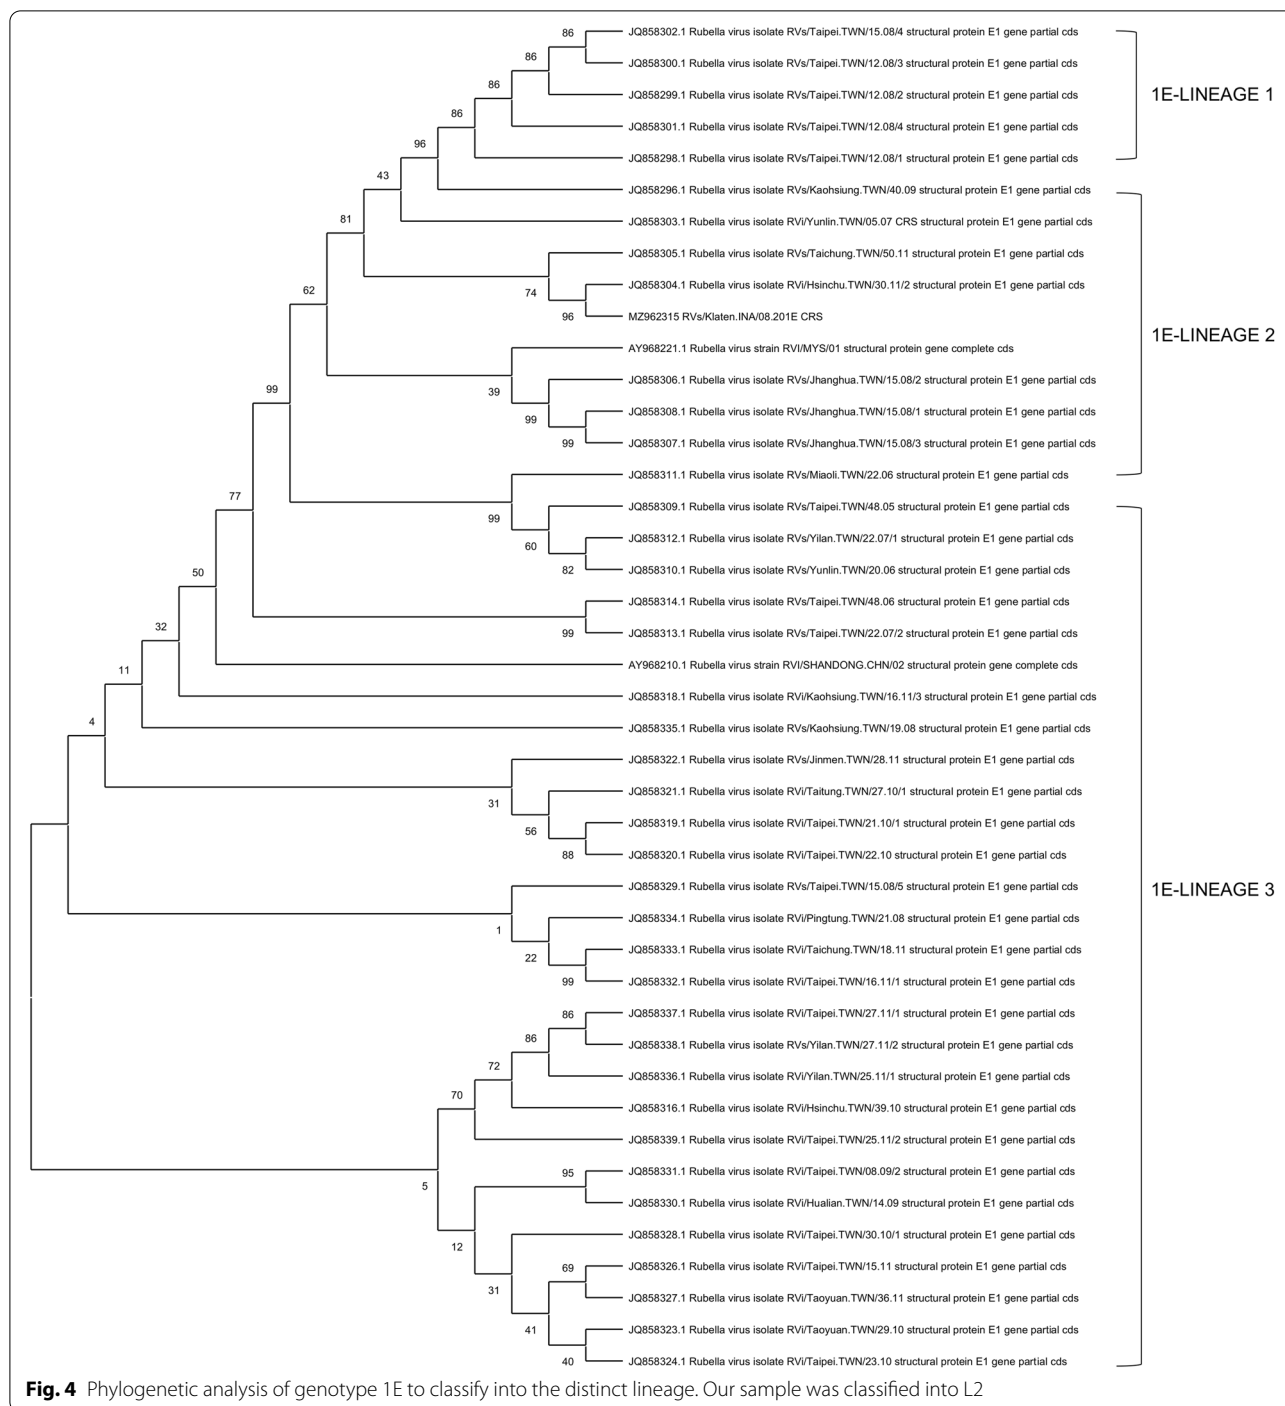 86
JQ858302.1 Rubella virus isolate RVs/Taipei.TWN/15.08/4 structural protein E1 gene partial cds
86
JQ858300.1 Rubella virus isolate RVs/Taipei.TWN/12.08/3 structural protein E1 gene partial cds
86
JQ858299.1 Rubella virus isolate RVs/Taipei.TWN/12.08/2 structural protein E1 gene partial cds
1E-LINEAGE 1
86
JQ858301.1 Rubella virus isolate RVs/Taipei.TWN/12.08/4 structural protein E1 gene partial cds
96
JQ858298.1 Rubella virus isolate RVs/Taipei.TWN/12.08/1 structural protein E1 gene partial cds
43
JQ858296.1 Rubella virus isolate RVs/Kaohsiung.TWN/40.09 structural protein E1 gene partial cds
81
JQ858303.1 Rubella virus isolate RVi/Yunlin.TWN/05.07 CRS structural protein E1 gene partial cds
JQ858305.1 Rubella virus isolate RVs/Taichung.TWN/50.11 structural protein E1 gene partial cds
62
74
JQ858304.1 Rubella virus isolate RVi/Hsinchu.TWN/30.11/2 structural protein E1 gene partial cds
96
MZ962315 RVs/Klaten.INA/08.201E CRS
1E-LINEAGE 2
AY968221.1 Rubella virus strain RVI/MYS/01 structural protein gene complete cds
99
39
JQ858306.1 Rubella virus isolate RVs/Jhanghua.TWN/15.08/2 structural protein E1 gene partial cds
99
JQ858308.1 Rubella virus isolate RVs/Jhanghua.TWN/15.08/1 structural protein E1 gene partial cds
99
JQ858307.1 Rubella virus isolate RVs/Jhanghua.TWN/15.08/3 structural protein E1 gene partial cds
JQ858311.1 Rubella virus isolate RVs/Miaoli.TWN/22.06 structural protein E1 gene partial cds
77
99
JQ858309.1 Rubella virus isolate RVs/Taipei.TWN/48.05 structural protein E1 gene partial cds
60
JQ858312.1 Rubella virus isolate RVs/Yilan.TWN/22.07/1 structural protein E1 gene partial cds
50
82
JQ858310.1 Rubella virus isolate RVs/Yunlin.TWN/20.06 structural protein E1 gene partial cds
JQ858314.1 Rubella virus isolate RVs/Taipei.TWN/48.06 structural protein E1 gene partial cds
32
99
JQ858313.1 Rubella virus isolate RVs/Taipei.TWN/22.07/2 structural protein E1 gene partial cds
11
AY968210.1 Rubella virus strain RVI/SHANDONG.CHN/02 structural protein gene complete cds
JQ858318.1 Rubella virus isolate RVi/Kaohsiung.TWN/16.11/3 structural protein E1 gene partial cds
4
JQ858335.1 Rubella virus isolate RVs/Kaohsiung.TWN/19.08 structural protein E1 gene partial cds
JQ858322.1 Rubella virus isolate RVs/Jinmen.TWN/28.11 structural protein E1 gene partial cds
31
JQ858321.1 Rubella virus isolate RVi/Taitung.TWN/27.10/1 structural protein E1 gene partial cds
56
JQ858319.1 Rubella virus isolate RVi/Taipei.TWN/21.10/1 structural protein E1 gene partial cds
88
JQ858320.1 Rubella virus isolate RVi/Taipei.TWN/22.10 structural protein E1 gene partial cds
JQ858329.1 Rubella virus isolate RVs/Taipei.TWN/15.08/5 structural protein E1 gene partial cds
1E-LINEAGE 3
1
JQ858334.1 Rubella virus isolate RVi/Pingtung.TWN/21.08 structural protein E1 gene partial cds
22
JQ858333.1 Rubella virus isolate RVi/Taichung.TWN/18.11 structural protein E1 gene partial cds
99
JQ858332.1 Rubella virus isolate RVi/Taipei.TWN/16.11/1 structural protein E1 gene partial cds
86
JQ858337.1 Rubella virus isolate RVi/Taipei.TWN/27.11/1 structural protein E1 gene partial cds
86
JQ858338.1 Rubella virus isolate RVs/Yilan.TWN/27.11/2 structural protein E1 gene partial cds
72
JQ858336.1 Rubella virus isolate RVi/Yilan.TWN/25.11/1 structural protein E1 gene partial cds
70
JQ858316.1 Rubella virus isolate RVi/Hsinchu.TWN/39.10 structural protein E1 gene partial cds
JQ858339.1 Rubella virus isolate RVi/Taipei.TWN/25.11/2 structural protein E1 gene partial cds
95
JQ858331.1 Rubella virus isolate RVi/Taipei.TWN/08.09/2 structural protein E1 gene partial cds
5
JQ858330.1 Rubella virus isolate RVi/Hualian.TWN/14.09 structural protein E1 gene partial cds
12
JQ858328.1 Rubella virus isolate RVi/Taipei.TWN/30.10/1 structural protein E1 gene partial cds
69
JQ858326.1 Rubella virus isolate RVi/Taipei.TWN/15.11 structural protein E1 gene partial cds
31
JQ858327.1 Rubella virus isolate RVi/Taoyuan.TWN/36.11 structural protein E1 gene partial cds
41
JQ858323.1 Rubella virus isolate RVi/Taoyuan.TWN/29.10 structural protein E1 gene partial cds
40
JQ858324.1 Rubella virus isolate RVi/Taipei.TWN/23.10 structural protein E1 gene partial cds
Fig. 4 Phylogenetic analysis of genotype 1E to classify into the distinct lineage. Our sample was classified into L2